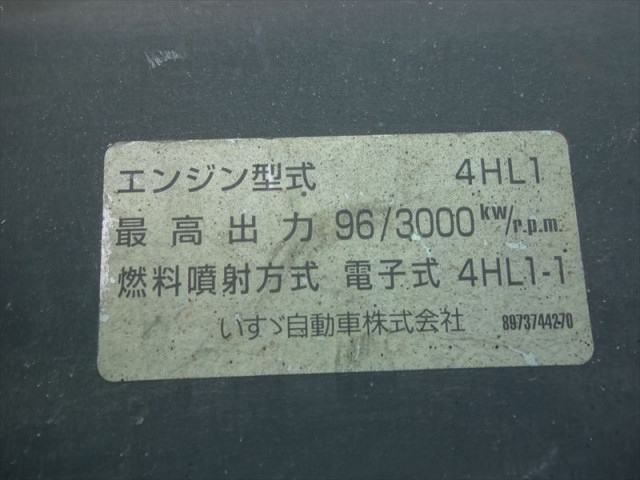 エンジン型式 4HL1
最高出力 96/3000 kw/r.p.m.
燃料噴射方式 電子式 4HL1-1
いすゞ自動車株式会社 8973744270